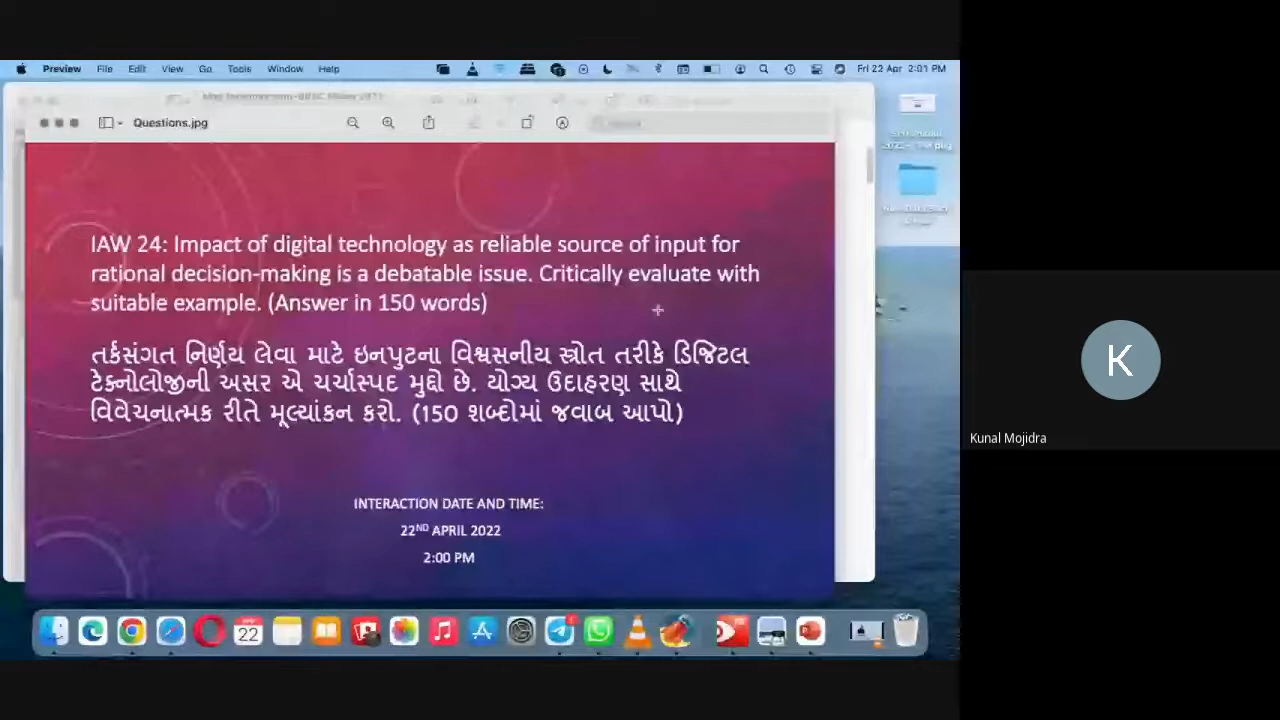 Preview File Edit View Go Tools Window Help Fri 22 Apr 2:01 PM
Questions.jpg
IAW 24: Impact of digital technology as reliable source of input for
rational decision-making is a debatable issue. Critically evaluate with
suitable example. (Answer in 150 words)
તર્કસંગત નિર્ણય લેવા માટે ઇનપુટના વિશ્વસનીય સ્ત્રોત તરીકે ડિજિટલ
ટેક્નોલોજીની અસર એ ચર્ચાસ્પદ મુદ્દો છે. યોગ્ય ઉદાહરણ સાથે
વિવેચનાત્મક રીતે મૂલ્યાંકન કરો. (150 શબ્દોમાં જવાબ આપો)
INTERACTION DATE AND TIME:
22ND APRIL 2022
2:00 PM
22
K
Kunal Mojidra